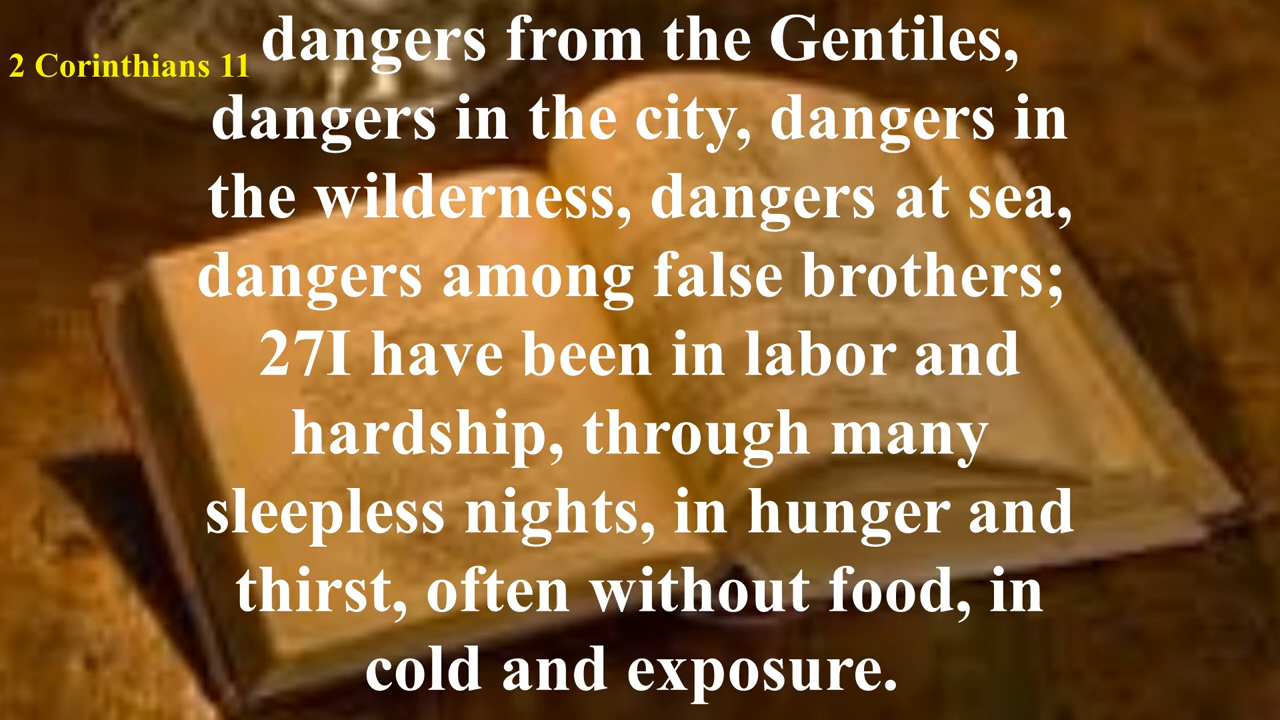 2 Corinthians 11
dangers from the Gentiles,
dangers in the city, dangers in
the wilderness, dangers at sea,
dangers among false brothers;
27I have been in labor and
hardship, through many
sleepless nights, in hunger and
thirst, often without food, in
cold and exposure.